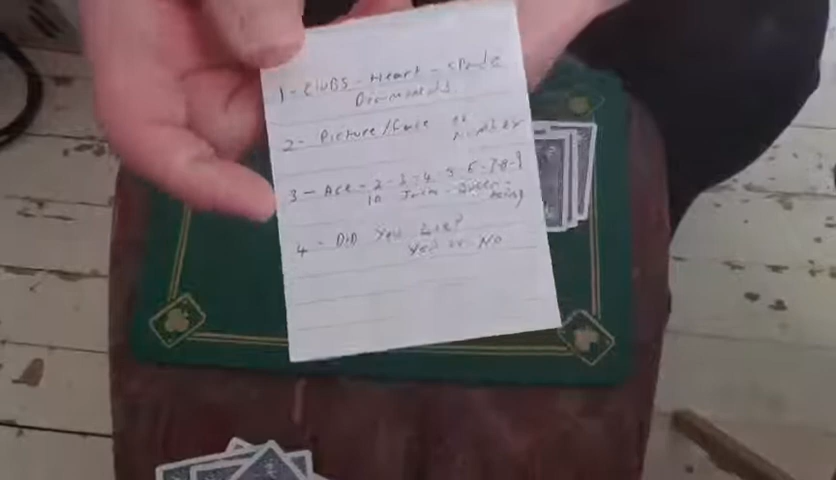 1 - Clubs - Heart - Spade
Diamonds
2 - Picture/Face or
Number
3 - Ace - 2 - 3 - 4 5 6 - 7 8 - 9
10 Jack - Queen -
King
4 - DID You Lie?
Yes or No